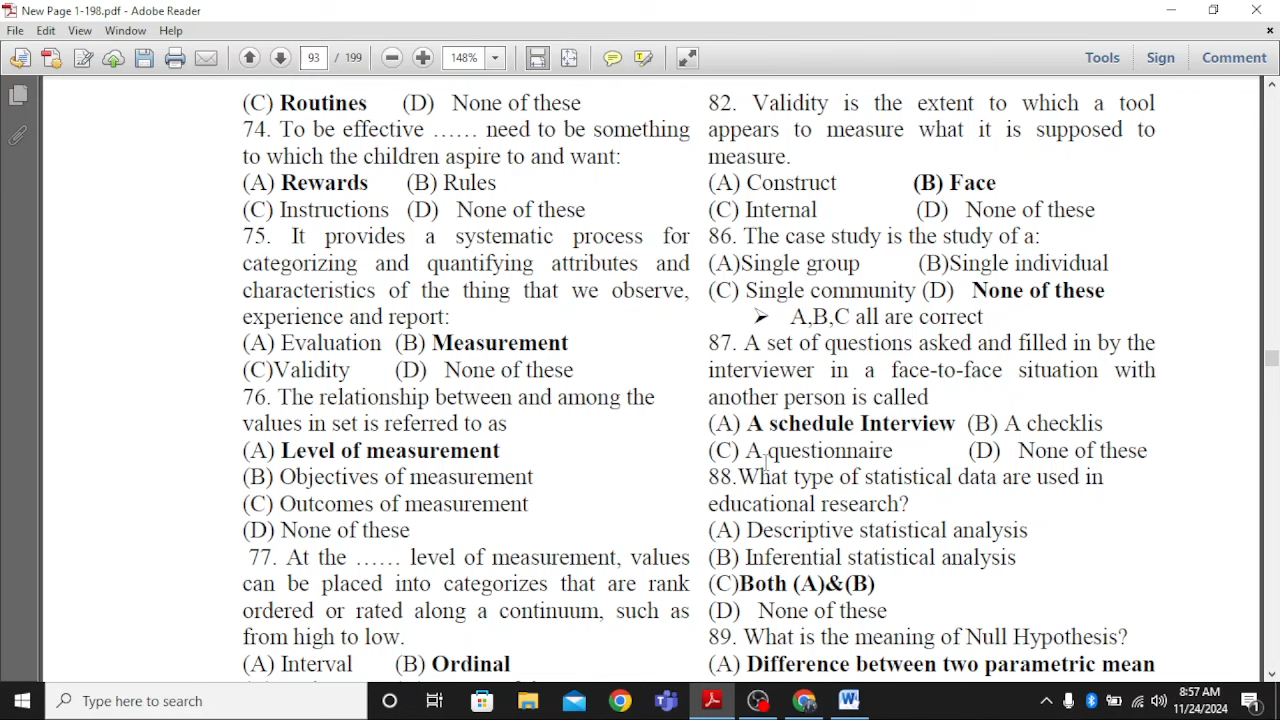 New Page 1-198.pdf - Adobe Reader
File Edit View Window Help
93 / 199 148% Tools Sign Comment
(C) Routines (D) None of these
74. To be effective …… need to be something
to which the children aspire to and want:
(A) Rewards (B) Rules
(C) Instructions (D) None of these
75. It provides a systematic process for
categorizing and quantifying attributes and
characteristics of the thing that we observe,
experience and report:
(A) Evaluation (B) Measurement
(C)Validity (D) None of these
76. The relationship between and among the
values in set is referred to as
(A) Level of measurement
(B) Objectives of measurement
(C) Outcomes of measurement
(D) None of these
77. At the …… level of measurement, values
can be placed into categorizes that are rank
ordered or rated along a continuum, such as
from high to low.
(A) Interval (B) Ordinal
82. Validity is the extent to which a tool
appears to measure what it is supposed to
measure.
(A) Construct (B) Face
(C) Internal (D) None of these
86. The case study is the study of a:
(A)Single group (B)Single individual
(C) Single community (D) None of these
➢ A,B,C all are correct
87. A set of questions asked and filled in by the
interviewer in a face-to-face situation with
another person is called
(A) A schedule Interview (B) A checklis
(C) A questionnaire (D) None of these
88.What type of statistical data are used in
educational research?
(A) Descriptive statistical analysis
(B) Inferential statistical analysis
(C)Both (A)&(B)
(D) None of these
89. What is the meaning of Null Hypothesis?
(A) Difference between two parametric mean
Type here to search
8:57 AM
11/24/2024